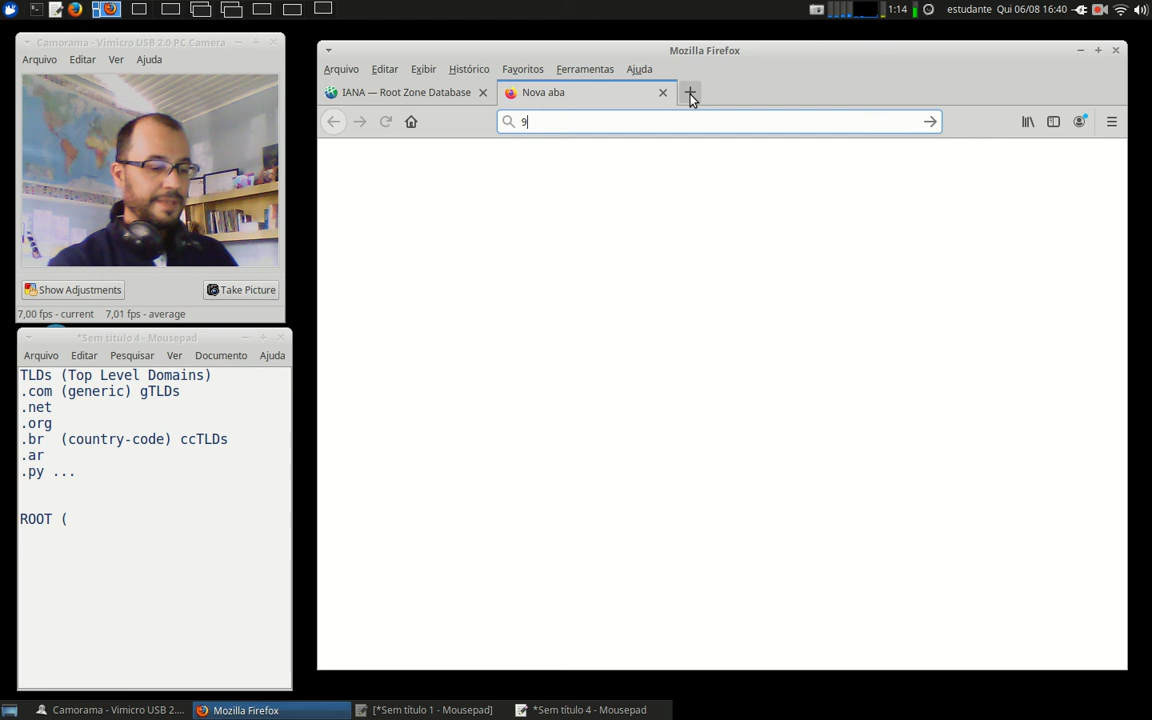 1:14 estudante Qui 06/08 16:40
Camorama - Vimicro USB 2.0 PC Camera
Arquivo Editar Ver Ajuda
Show Adjustments Take Picture
7,00 fps - current 7,01 fps - average
*Sem título 4 - Mousepad
Arquivo Editar Pesquisar Ver Documento Ajuda
TLDs (Top Level Domains)
.com (generic) gTLDs
.net
.org
.br (country-code) ccTLDs
.ar
.py ...
ROOT (
Mozilla Firefox
Arquivo Editar Exibir Histórico Favoritos Ferramentas Ajuda
IANA — Root Zone Database Nova aba
9
Camorama - Vimicro USB 2.... Mozilla Firefox [*Sem título 1 - Mousepad] *Sem título 4 - Mousepad